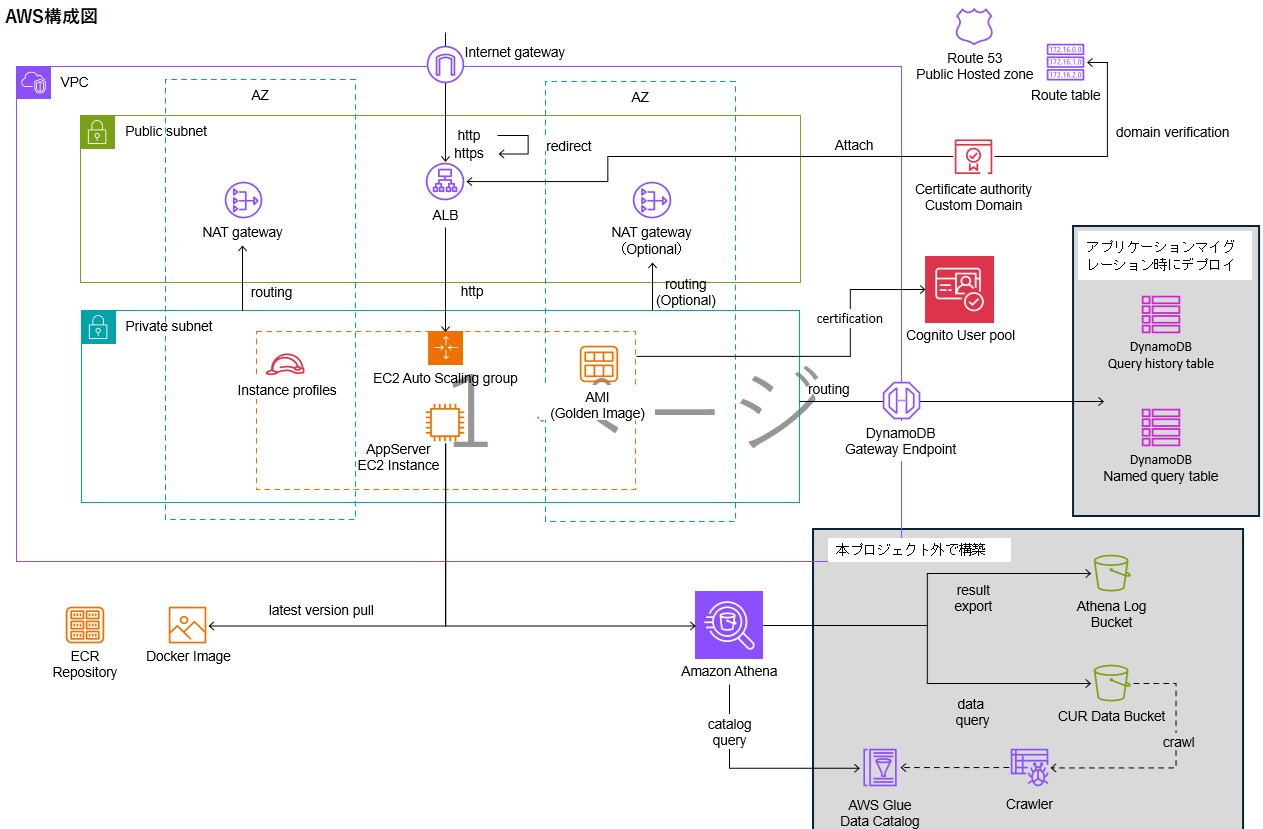 AWS構成図
Internet gateway
Route 53
Public Hosted zone
172.16.0.0
172.16.1.0
172.16.2.0
Route table
VPC
AZ
AZ
Public subnet
http
https
redirect
Attach
domain verification
Certificate authority
Custom Domain
ALB
NAT gateway
NAT gateway
(Optional)
routing
http
routing
(Optional)
アプリケーションマイグ
レーション時にデプロイ
Private subnet
certification
Cognito User pool
DynamoDB
Query history table
EC2 Auto Scaling group
Instance profiles
AMI
(Golden Image)
1 ページ
routing
DynamoDB
Gateway Endpoint
AppServer
EC2 Instance
DynamoDB
Named query table
本プロジェクト外で構築
result
export
Athena Log
Bucket
latest version pull
ECR
Repository
Docker Image
Amazon Athena
data
query
CUR Data Bucket
catalog
query
crawl
AWS Glue
Data Catalog
Crawler